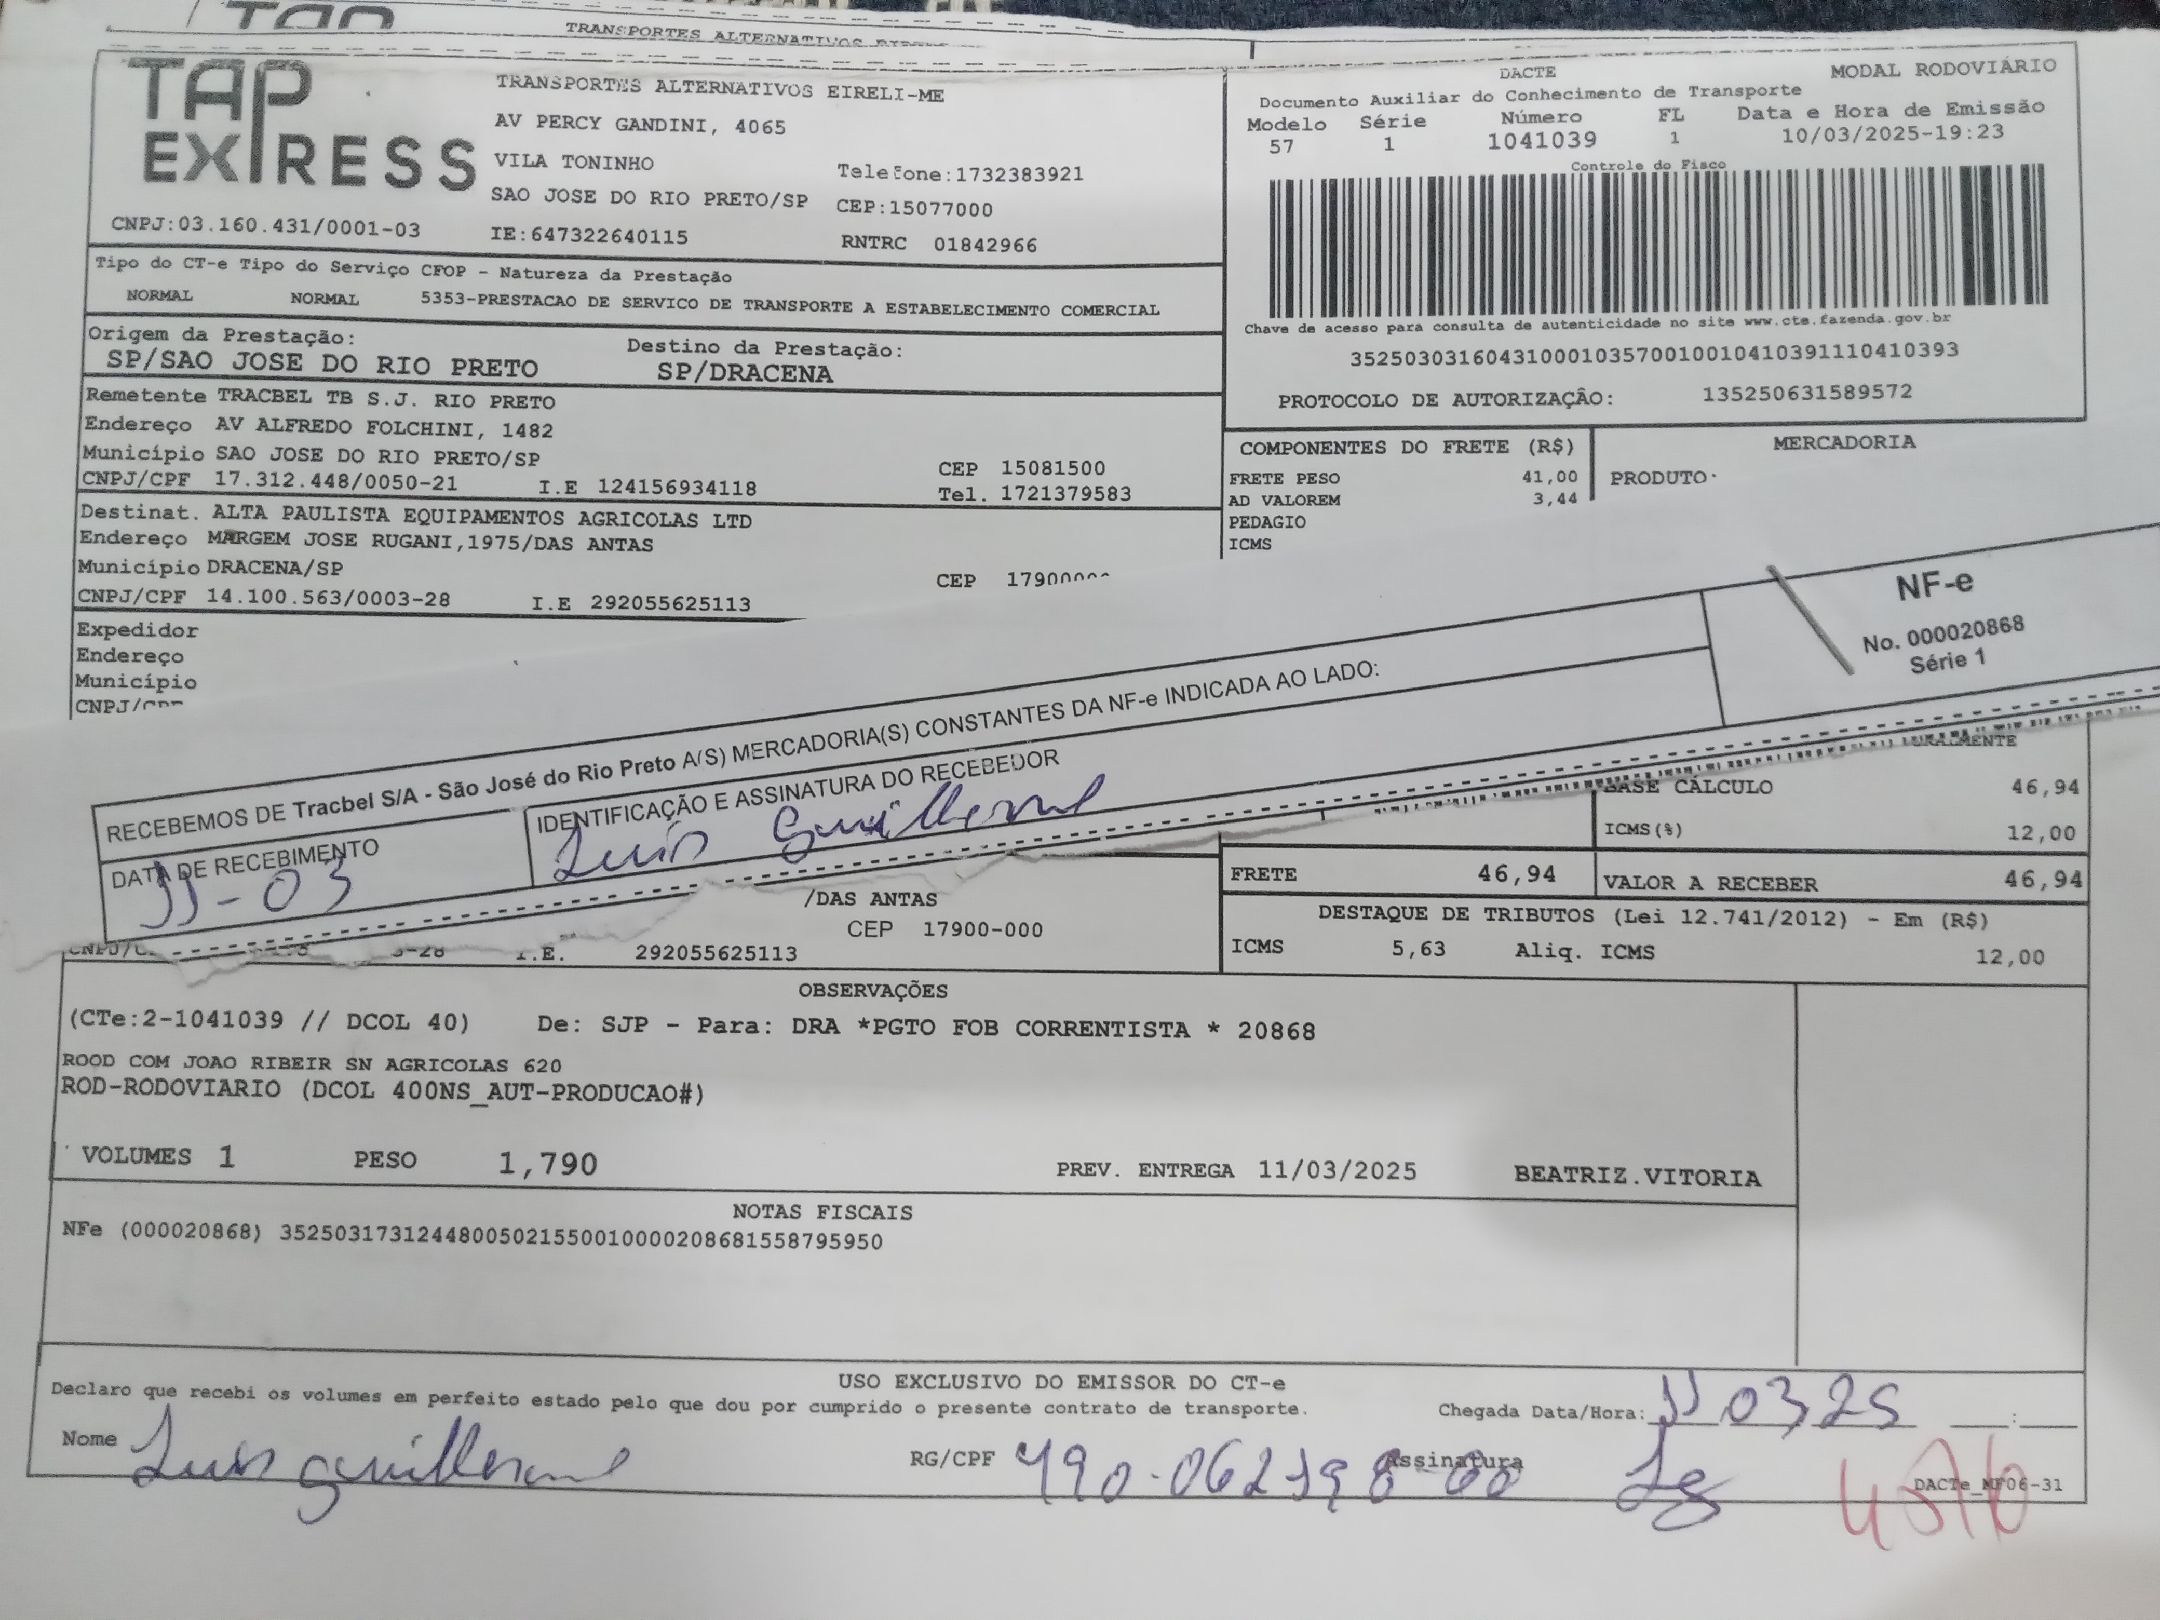 TRANSPORTES ALTERNATIVOS
TAP EXPRESS
TRANSPORTES ALTERNATIVOS EIRELI-ME
AV PERCY GANDINI, 4065
VILA TONINHO
Telefone:1732383921
SAO JOSE DO RIO PRETO/SP CEP:15077000
CNPJ:03.160.431/0001-03 IE:647322640115 RNTRC 01842966
DACTE MODAL RODOVIÁRIO
Documento Auxiliar do Conhecimento de Transporte
Modelo Série Número FL Data e Hora de Emissão
57 1 1041039 1 10/03/2025-19:23
Controle do Fisco
Chave de acesso para consulta de autenticidade no site www.cte.fazenda.gov.br
35250303160431000103570010010410391110410393
PROTOCOLO DE AUTORIZAÇÃO: 135250631589572
Tipo do CT-e Tipo do Serviço CFOP - Natureza da Prestação
NORMAL NORMAL 5353-PRESTACAO DE SERVICO DE TRANSPORTE A ESTABELECIMENTO COMERCIAL
Origem da Prestação: Destino da Prestação:
SP/SAO JOSE DO RIO PRETO SP/DRACENA
Remetente TRACBEL TB S.J. RIO PRETO
Endereço AV ALFREDO FOLCHINI, 1482
Município SAO JOSE DO RIO PRETO/SP CEP 15081500
CNPJ/CPF 17.312.448/0050-21 I.E 124156934118 Tel. 1721379583
Destinat. ALTA PAULISTA EQUIPAMENTOS AGRICOLAS LTD
Endereço MARGEM JOSE RUGANI,1975/DAS ANTAS
Município DRACENA/SP CEP 17900000
CNPJ/CPF 14.100.563/0003-28 I.E 292055625113
Expedidor
Endereço
Município
CNPJ/
COMPONENTES DO FRETE (R$) MERCADORIA
FRETE PESO 41,00 PRODUTO
AD VALOREM 3,44
PEDAGIO
ICMS
NF-e
No. 000020868
Série 1
RECEBEMOS DE Tracbel S/A - São José do Rio Preto A(S) MERCADORIA(S) CONSTANTES DA NF-e INDICADA AO LADO:
DATA DE RECEBIMENTO IDENTIFICAÇÃO E ASSINATURA DO RECEBEDOR
11-03 Luis Guilherme
BASE CÁLCULO 46,94
ICMS(%) 12,00
FRETE 46,94 VALOR A RECEBER 46,94
DESTAQUE DE TRIBUTOS (Lei 12.741/2012) - Em (R$)
ICMS 5,63 Aliq. ICMS 12,00
/DAS ANTAS
CEP 17900-000
I.E. 292055625113
OBSERVAÇÕES
(CTe:2-1041039 // DCOL 40) De: SJP - Para: DRA *PGTO FOB CORRENTISTA * 20868
ROOD COM JOAO RIBEIR SN AGRICOLAS 620
ROD-RODOVIARIO (DCOL 400NS_AUT-PRODUCAO#)
VOLUMES 1 PESO 1,790 PREV. ENTREGA 11/03/2025 BEATRIZ.VITORIA
NOTAS FISCAIS
NFe (000020868) 35250317312448005021550010000208681558795950
USO EXCLUSIVO DO EMISSOR DO CT-e
Declaro que recebi os volumes em perfeito estado pelo que dou por cumprido o presente contrato de transporte. Chegada Data/Hora: 11 03 25
Nome Luis Guilherme RG/CPF 490.062198-60 Assinatura Lg
DACTe_MF06-31